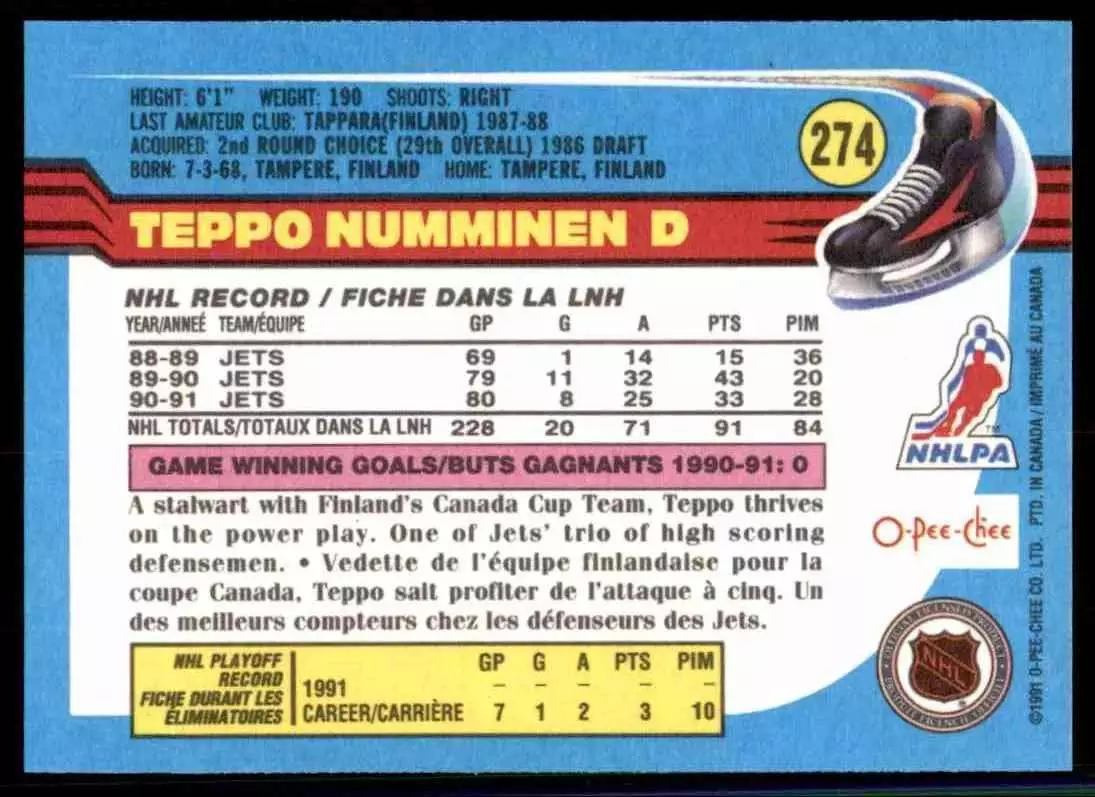 HEIGHT: 6'1" WEIGHT: 190 SHOOTS: RIGHT
LAST AMATEUR CLUB: TAPPARA(FINLAND) 1987-88
ACQUIRED: 2nd ROUND CHOICE (29th OVERALL) 1986 DRAFT
BORN: 7-3-68, TAMPERE, FINLAND HOME: TAMPERE, FINLAND
274
TEPPO NUMMINEN D
NHL RECORD / FICHE DANS LA LNH
YEAR/ANNEÉ TEAM/ÉQUIPE GP G A PTS PIM
88-89 JETS 69 1 14 15 36
89-90 JETS 79 11 32 43 20
90-91 JETS 80 8 25 33 28
NHL TOTALS/TOTAUX DANS LA LNH 228 20 71 91 84
GAME WINNING GOALS/BUTS GAGNANTS 1990-91: 0
A stalwart with Finland's Canada Cup Team, Teppo thrives
on the power play. One of Jets' trio of high scoring
defensemen. • Vedette de l'équipe finlandaise pour la
coupe Canada, Teppo sait profiter de l'attaque à cinq. Un
des meilleurs compteurs chez les défenseurs des Jets.
NHL PLAYOFF
RECORD
FICHE DURANT LES
ÉLIMINATOIRES
GP G A PTS PIM
1991 – – – – –
CAREER/CARRIÈRE 7 1 2 3 10
NHLPA
TM
O-Pee-Chee
OFFICIAL LICENSED PRODUCT
NHL
©1991 O-PEE-CHEE CO. LTD. PTD. IN CANADA / IMPRIMÉ AU CANADA